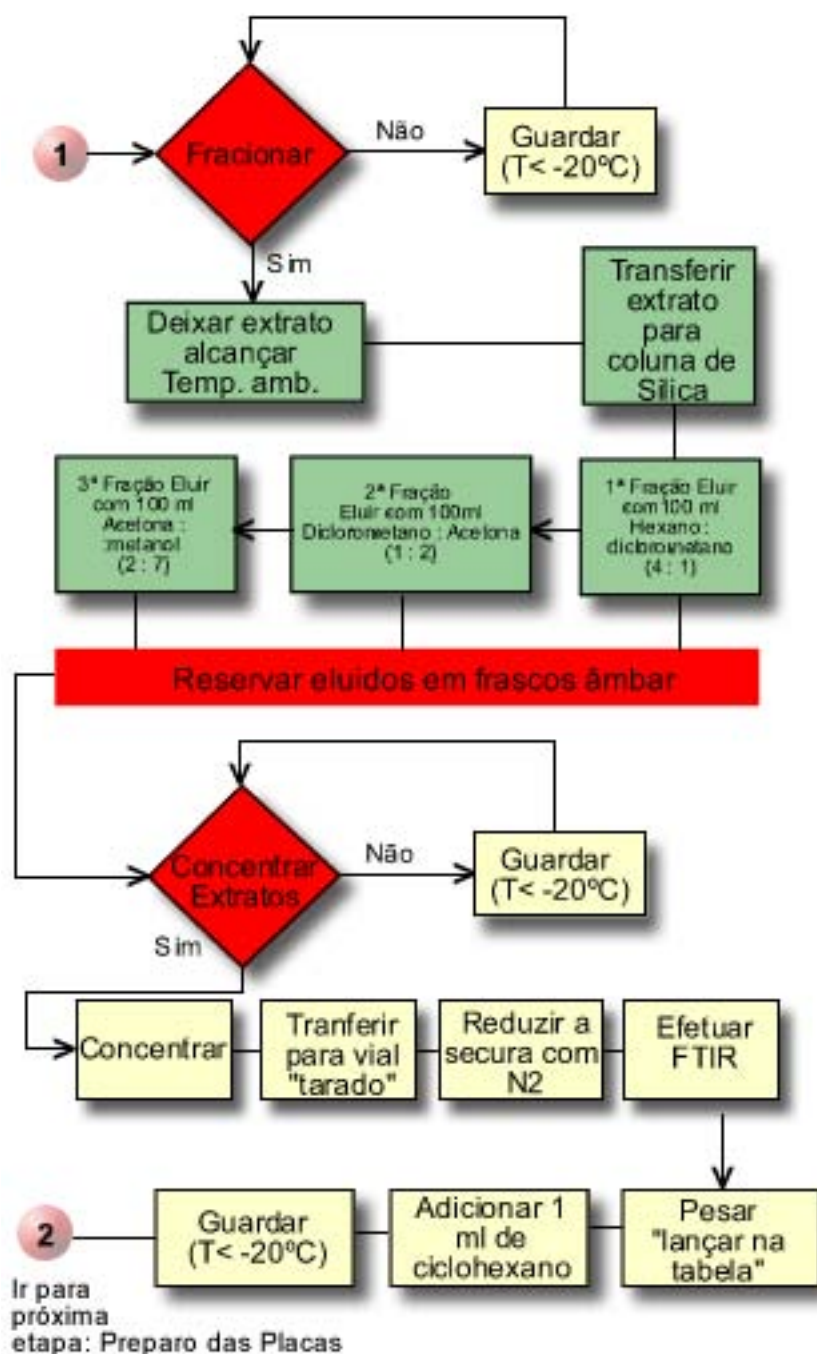 1
Fracionar
Não
Guardar
(T< -20ºC)
Sim
Deixar extrato
alcançar
Temp. amb.
Transferir
extrato
para
coluna de
Sílica
1ª Fração Eluir
com 100 ml
Hexano :
diclorometano
(4 : 1)
2ª Fração
Eluir com 100ml
Diclorometano : Acetona
(1 : 2)
3ª Fração Eluir
com 100 ml
Acetona :
:metanol
(2 : 7)
Reservar eluidos em frascos âmbar
Concentrar
Extratos
Não
Guardar
(T< -20ºC)
Sim
Concentrar
Tranferir
para vial
"tarado"
Reduzir a
secura com
N2
Efetuar
FTIR
Pesar
"lançar na
tabela"
Adicionar 1
ml de
ciclohexano
Guardar
(T< -20ºC)
2
Ir para
próxima
etapa: Preparo das Placas